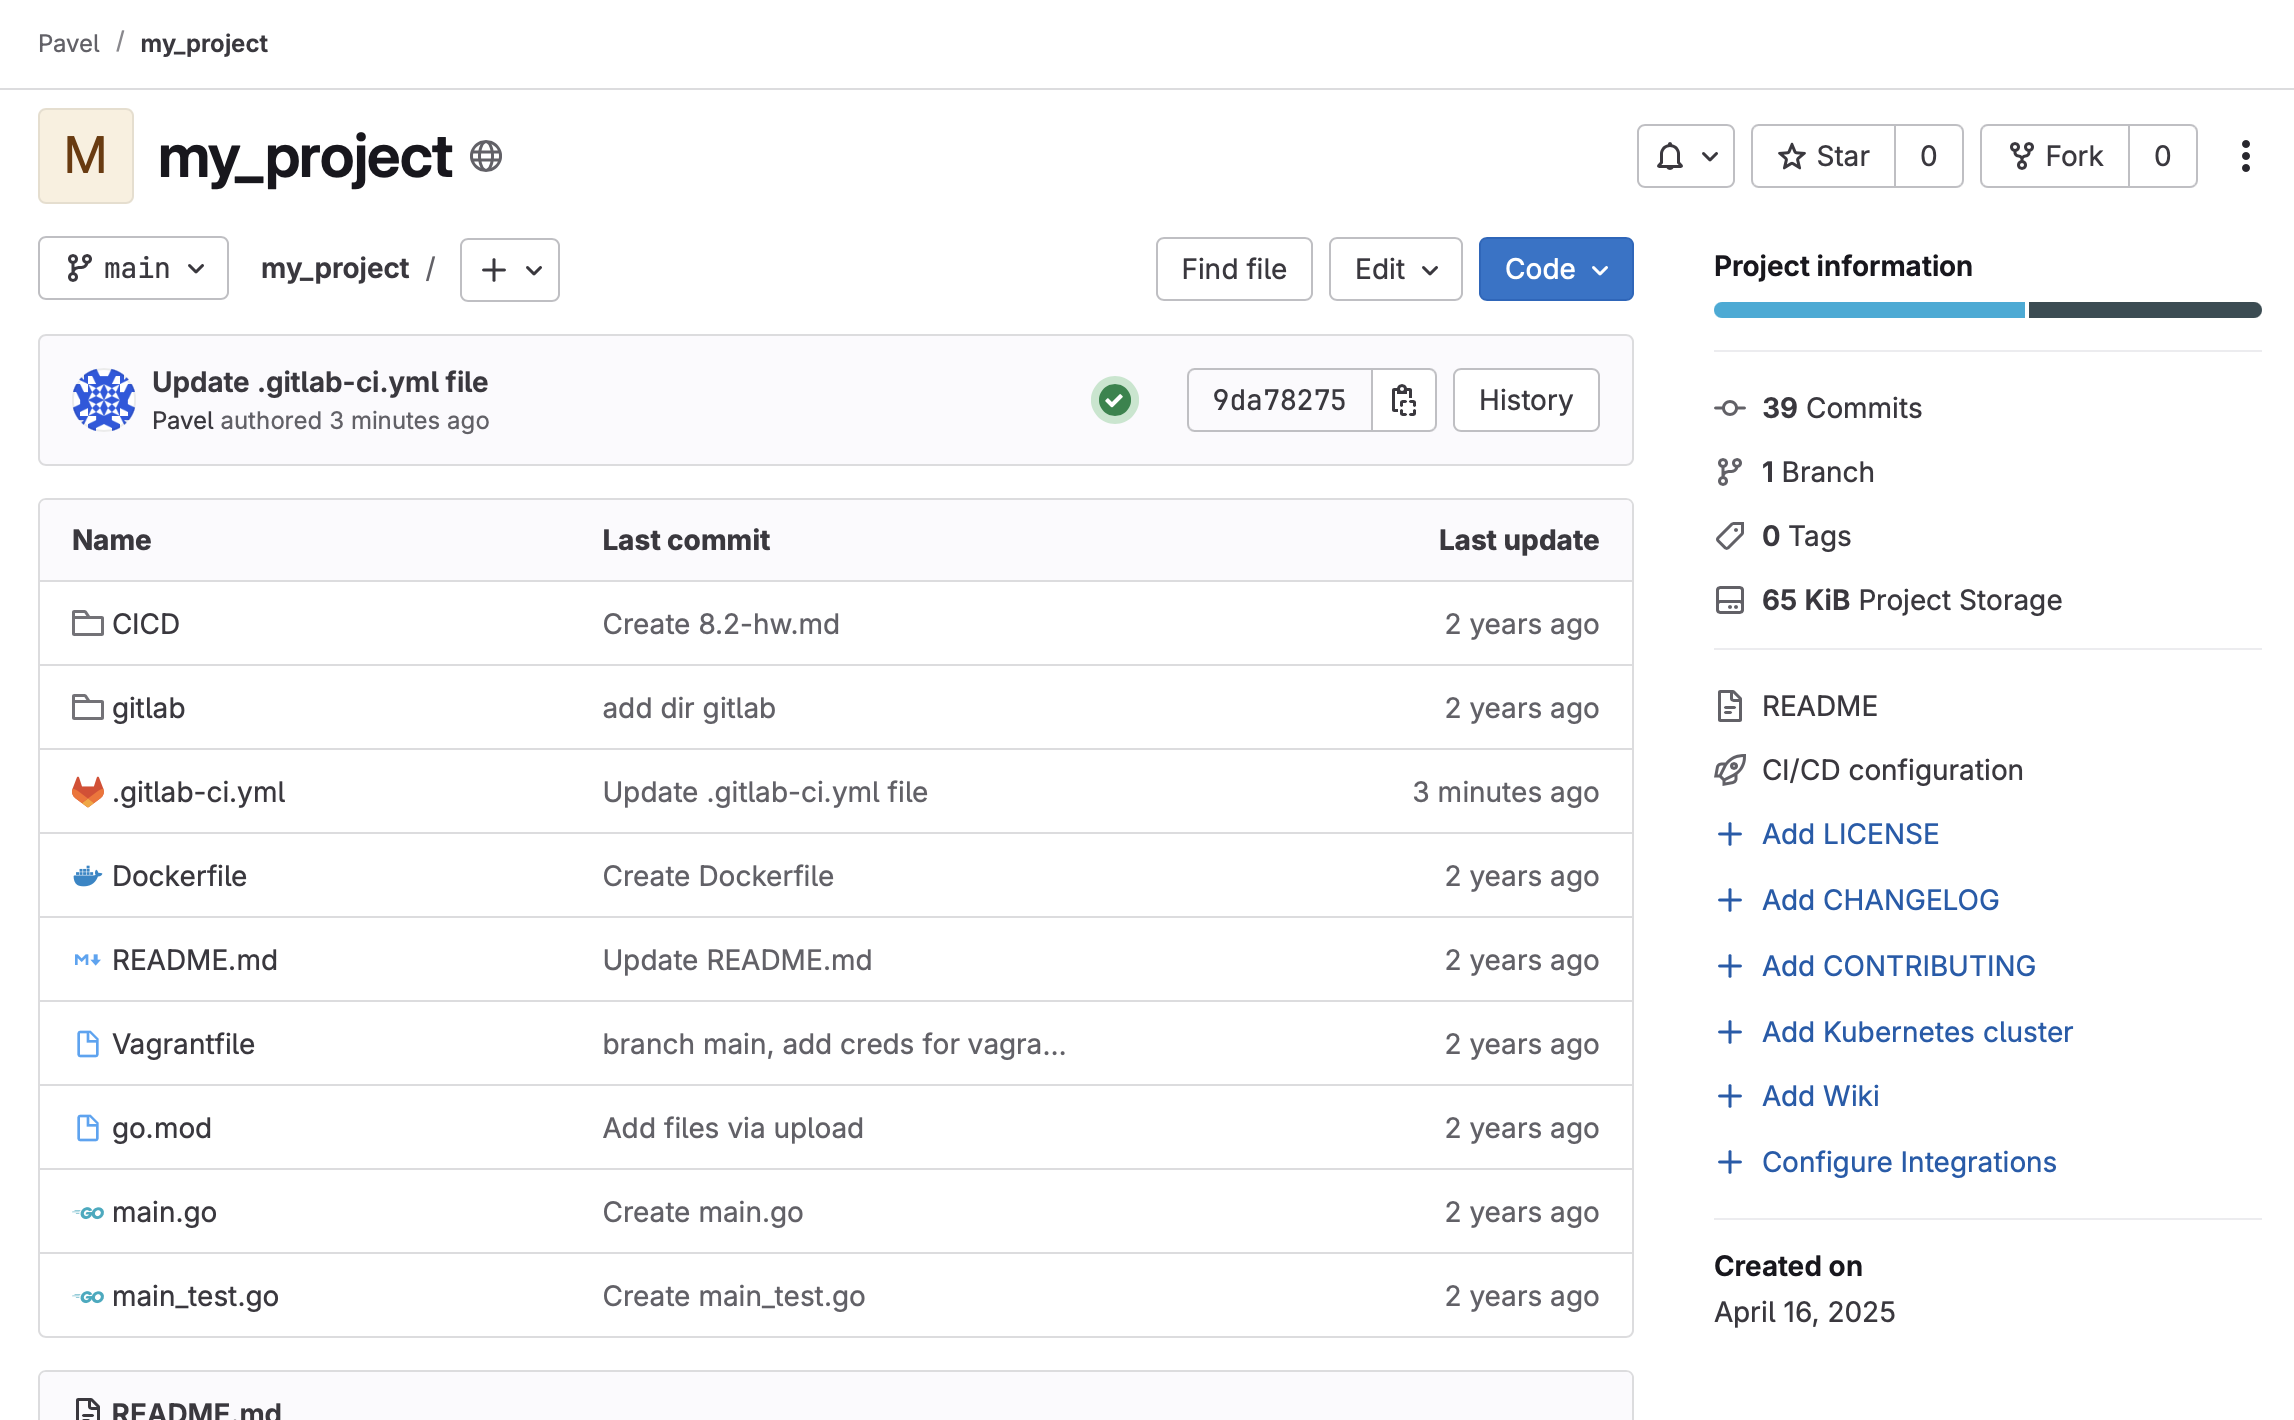 Pavel / my_project
M my_project
Star 0 Fork 0
main my_project / Find file Edit Code
Update .gitlab-ci.yml file
Pavel authored 3 minutes ago
9da78275 History
Name Last commit Last update
CICD Create 8.2-hw.md 2 years ago
gitlab add dir gitlab 2 years ago
.gitlab-ci.yml Update .gitlab-ci.yml file 3 minutes ago
Dockerfile Create Dockerfile 2 years ago
README.md Update README.md 2 years ago
Vagrantfile branch main, add creds for vagra... 2 years ago
go.mod Add files via upload 2 years ago
main.go Create main.go 2 years ago
main_test.go Create main_test.go 2 years ago
README.md
Project information
39 Commits
1 Branch
0 Tags
65 KiB Project Storage
README
CI/CD configuration
Add LICENSE
Add CHANGELOG
Add CONTRIBUTING
Add Kubernetes cluster
Add Wiki
Configure Integrations
Created on
April 16, 2025